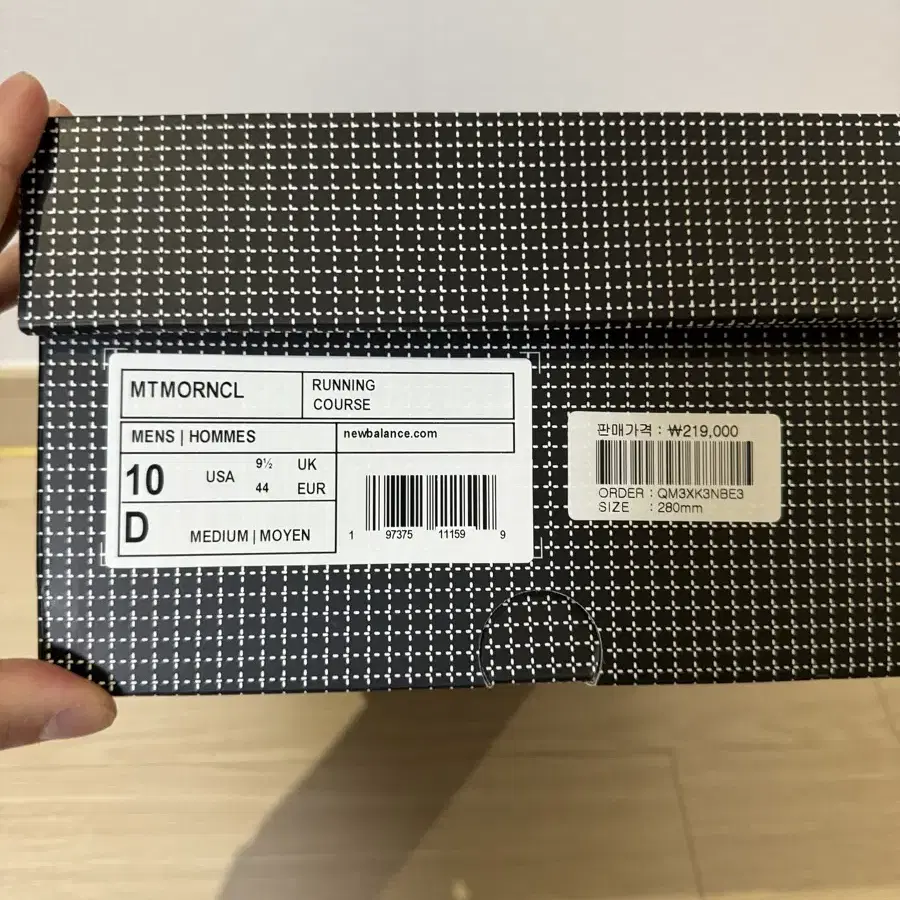 MTMORNCL
RUNNING
COURSE
MENS | HOMMES
newbalance.com
10 USA 9½ UK
44 EUR
D MEDIUM | MOYEN
1 97375 11159 9
판매가격 : ₩219,000
ORDER : QM3XK3NBE3
SIZE : 280mm